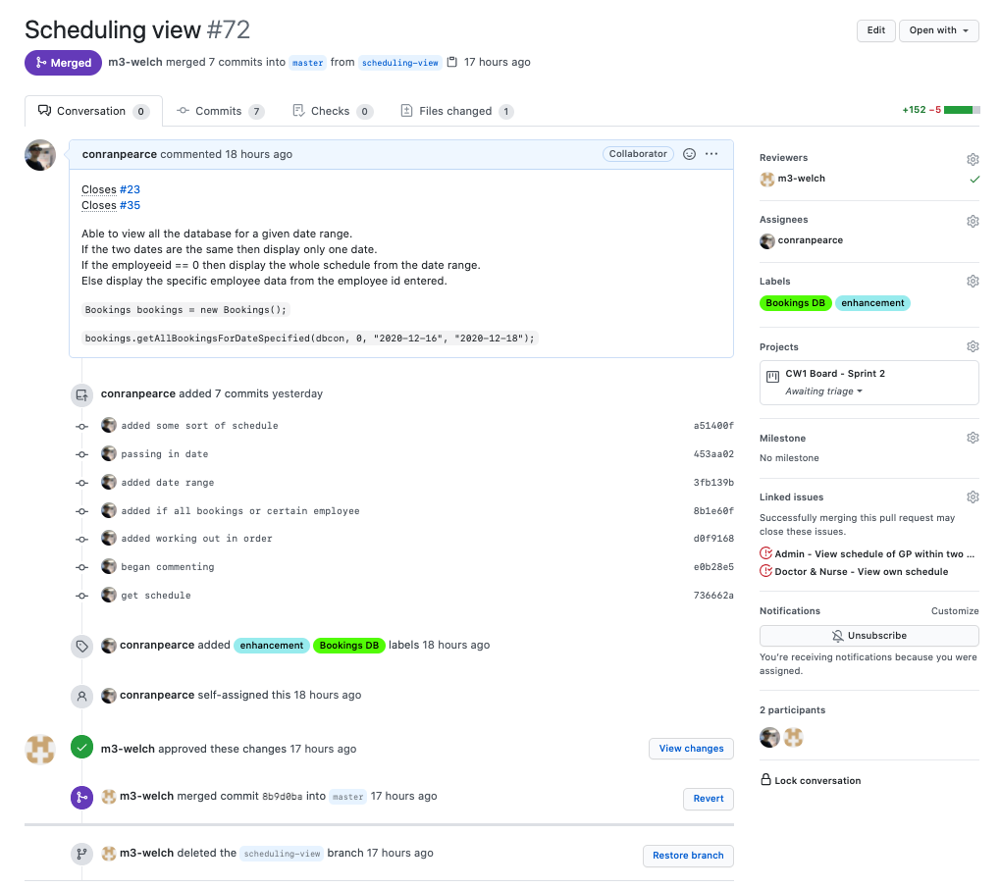 Scheduling view #72
Edit
Open with
Merged
m3-welch merged 7 commits into master from scheduling-view 17 hours ago
Conversation 0
Commits 7
Checks 0
Files changed 1
+152 −5
conranpearce commented 18 hours ago
Collaborator
Closes #23
Closes #35
Able to view all the database for a given date range.
If the two dates are the same then display only one date.
If the employeeid == 0 then display the whole schedule from the date range.
Else display the specific employee data from the employee id entered.
Bookings bookings = new Bookings();
bookings.getAllBookingsForDateSpecified(dbcon, 0, "2020-12-16", "2020-12-18");
conranpearce added 7 commits yesterday
added some sort of schedule a51400f
passing in date 453aa02
added date range 3fb139b
added if all bookings or certain employee 8b1e60f
added working out in order d0f9168
began commenting e0b28e5
get schedule 736662a
conranpearce added enhancement Bookings DB labels 18 hours ago
conranpearce self-assigned this 18 hours ago
m3-welch approved these changes 17 hours ago
View changes
m3-welch merged commit 8b9d0ba into master 17 hours ago
Revert
m3-welch deleted the scheduling-view branch 17 hours ago
Restore branch
Reviewers
m3-welch
Assignees
conranpearce
Labels
Bookings DB enhancement
Projects
CW1 Board - Sprint 2
Awaiting triage
Milestone
No milestone
Linked issues
Successfully merging this pull request may
close these issues.
Admin - View schedule of GP within two ...
Doctor & Nurse - View own schedule
Notifications
Customize
Unsubscribe
You're receiving notifications because you were
assigned.
2 participants
Lock conversation